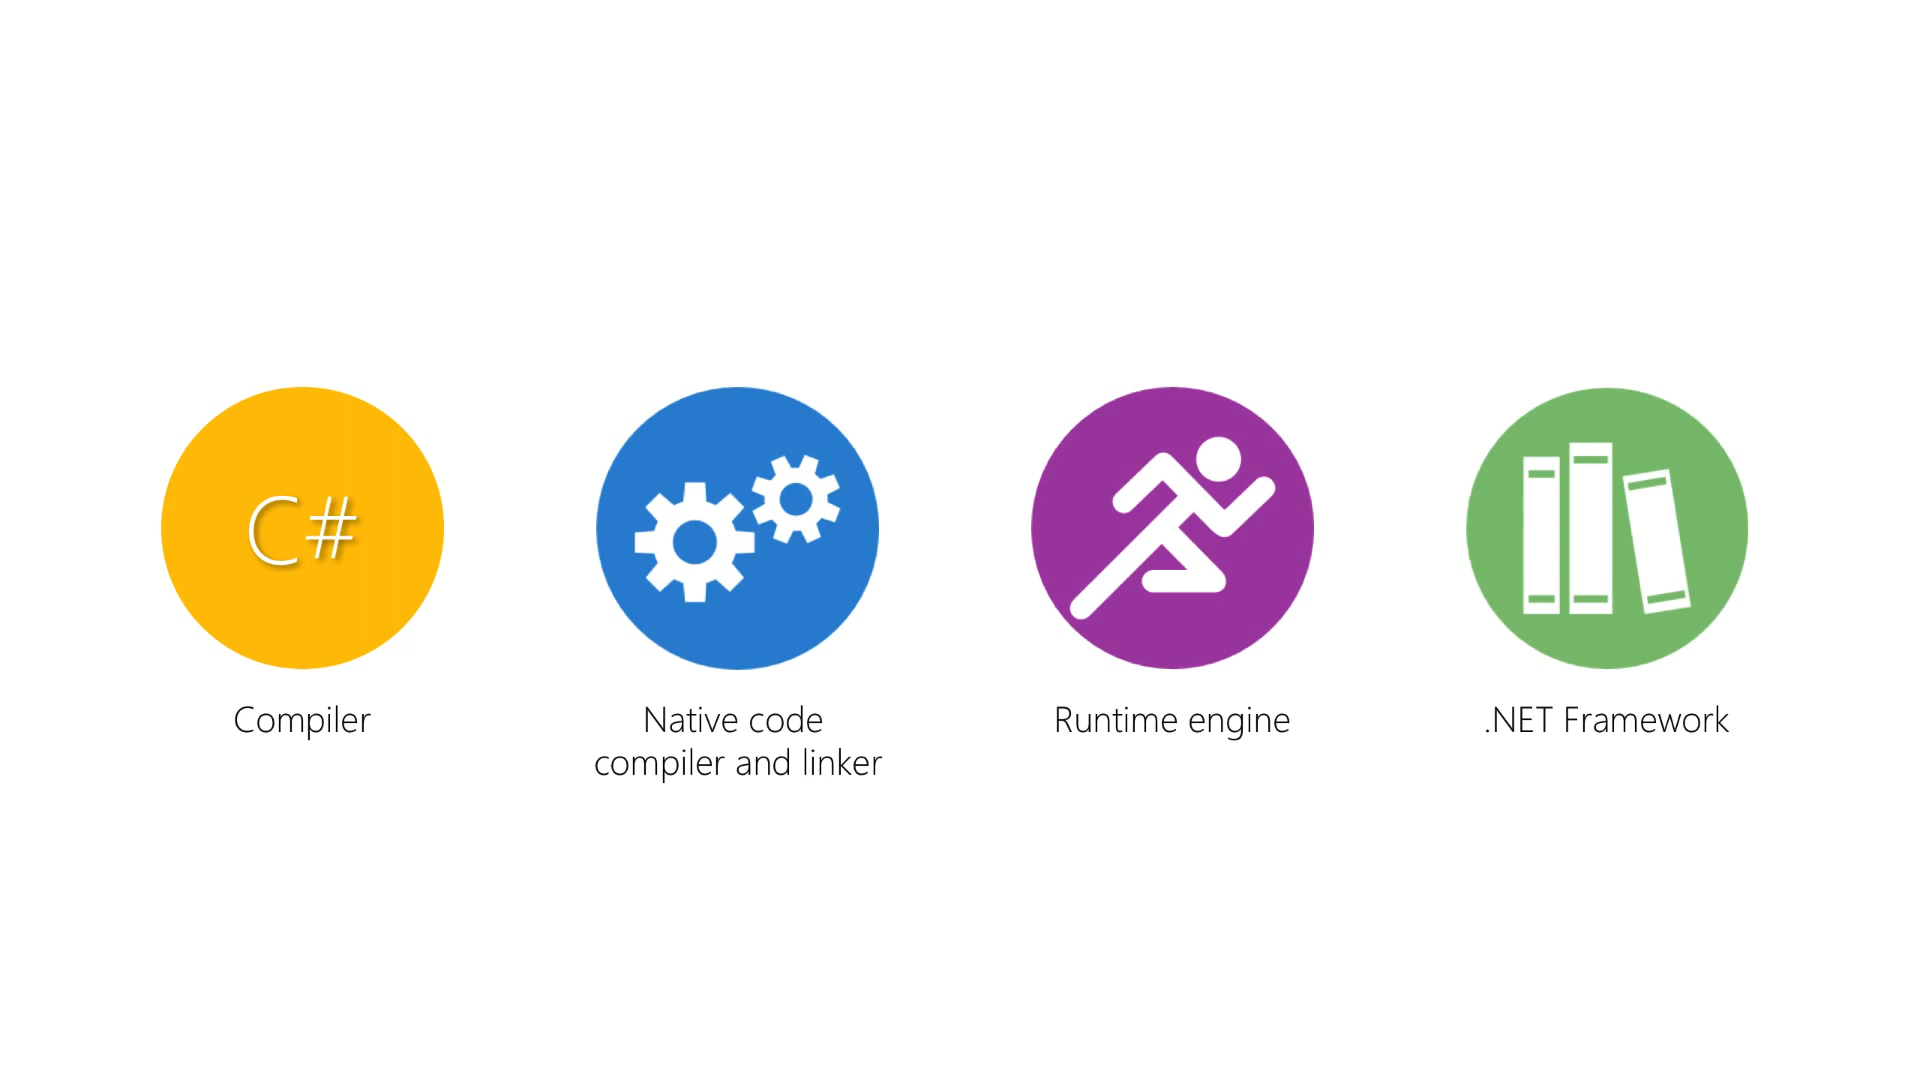 C#
Compiler
Native code
compiler and linker
Runtime engine
.NET Framework